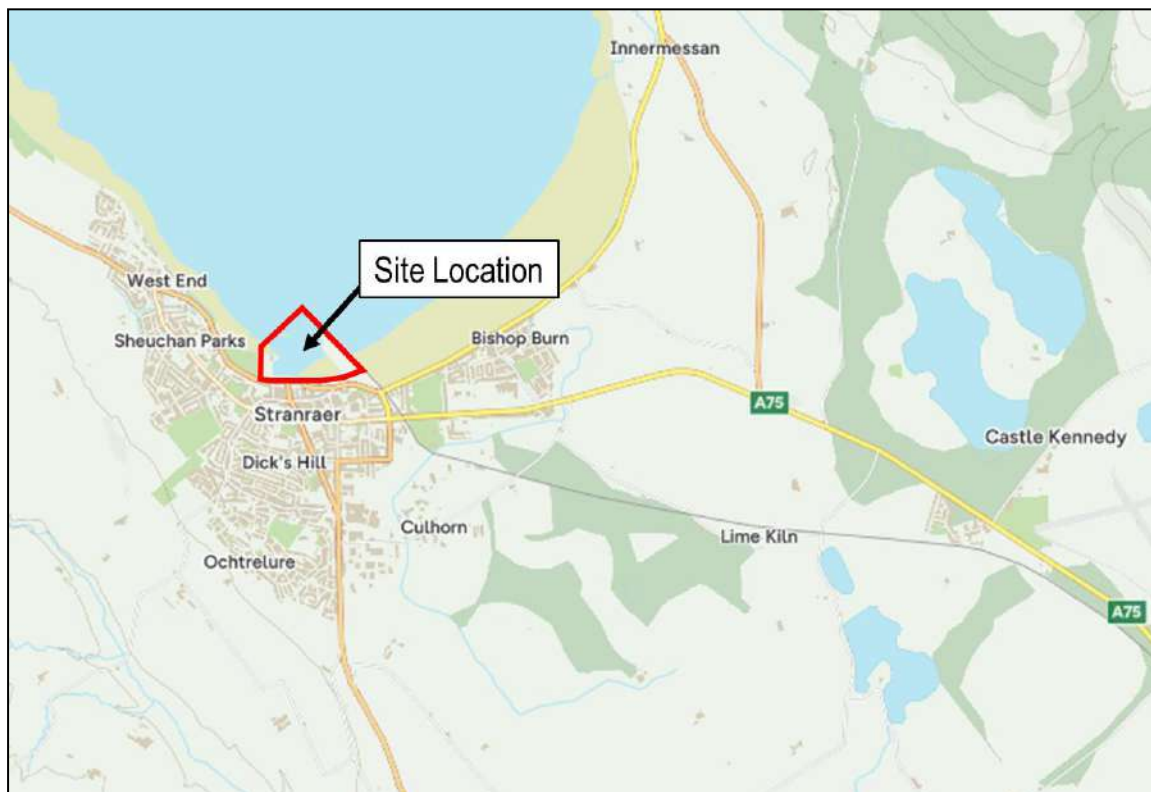 Innermessan
Site Location
West End
Sheuchan Parks
Bishop Burn
A75
Stranraer
Castle Kennedy
Dick's Hill
Culhorn
Lime Kiln
Ochtrelure
A75